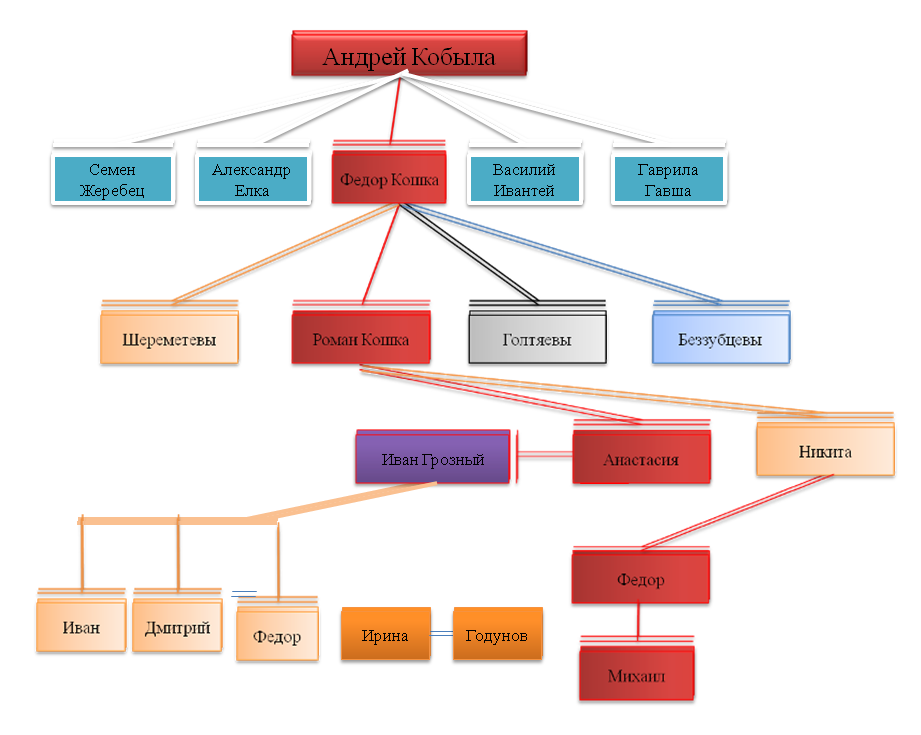 Андрей Кобыла
Семен
Жеребец
Александр
Елка
Федор Кошка
Василий
Ивантей
Гаврила
Гавша
Шереметевы
Роман Кошка
Голтяевы
Беззубцевы
Иван Грозный
Анастасия
Никита
Федор
Иван
Дмитрий
Федор
Ирина
Годунов
Михаил